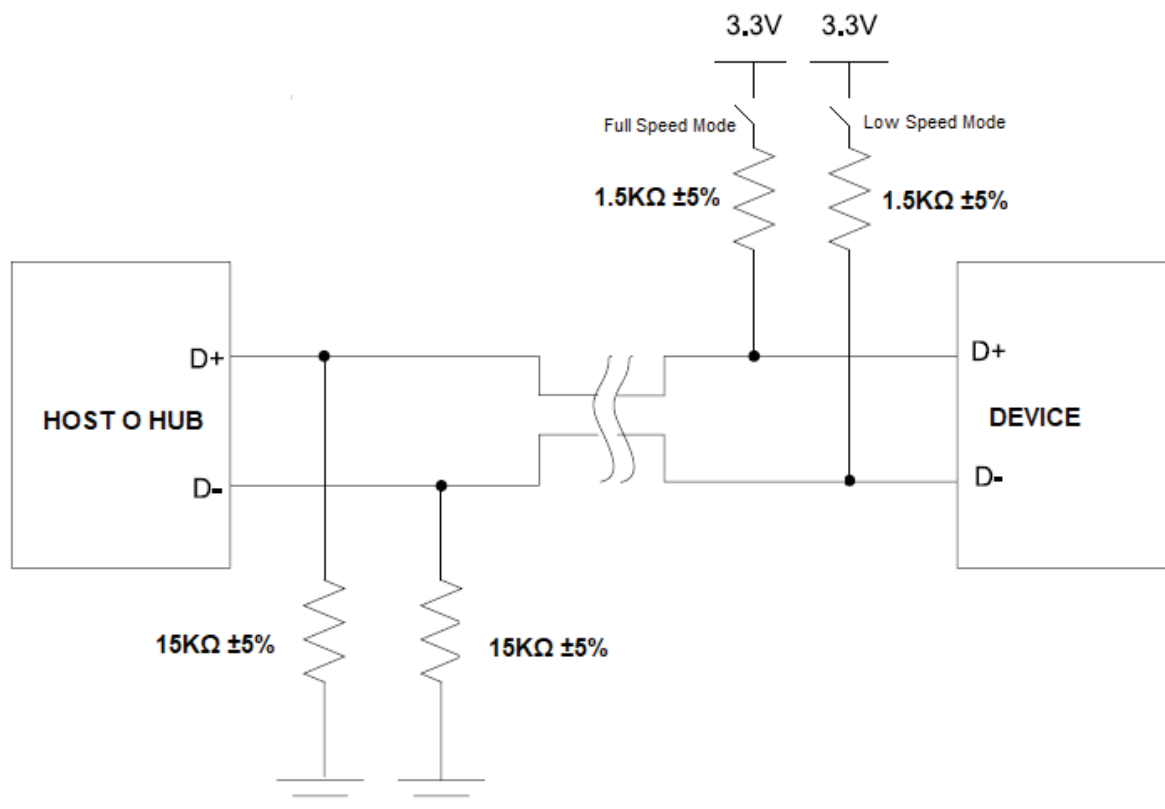 3.3V 3.3V
Full Speed Mode Low Speed Mode
1.5KΩ ±5% 1.5KΩ ±5%
D+ D+
HOST O HUB DEVICE
D- D-
15KΩ ±5% 15KΩ ±5%